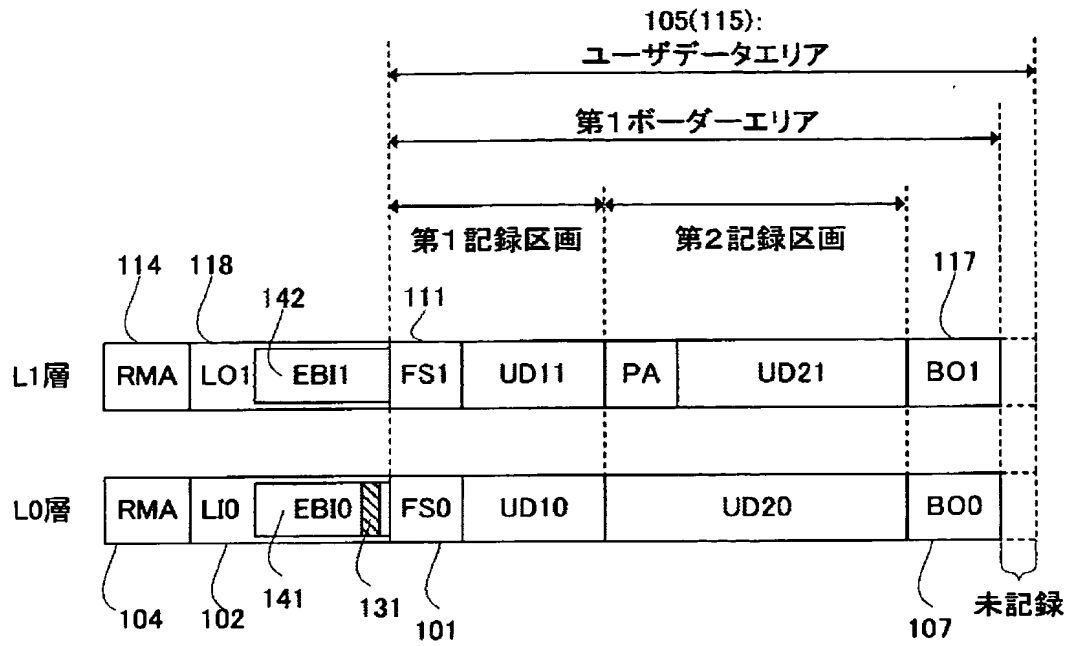 105(115):
ユーザデータエリア
第1ボーダーエリア
第1記録区画
第2記録区画
114
118
142
111
117
L1層
RMA
LO1
EBI1
FS1
UD11
PA
UD21
BO1
L0層
RMA
LI0
EBI0
FS0
UD10
UD20
BO0
104
102
141
131
101
107
未記録